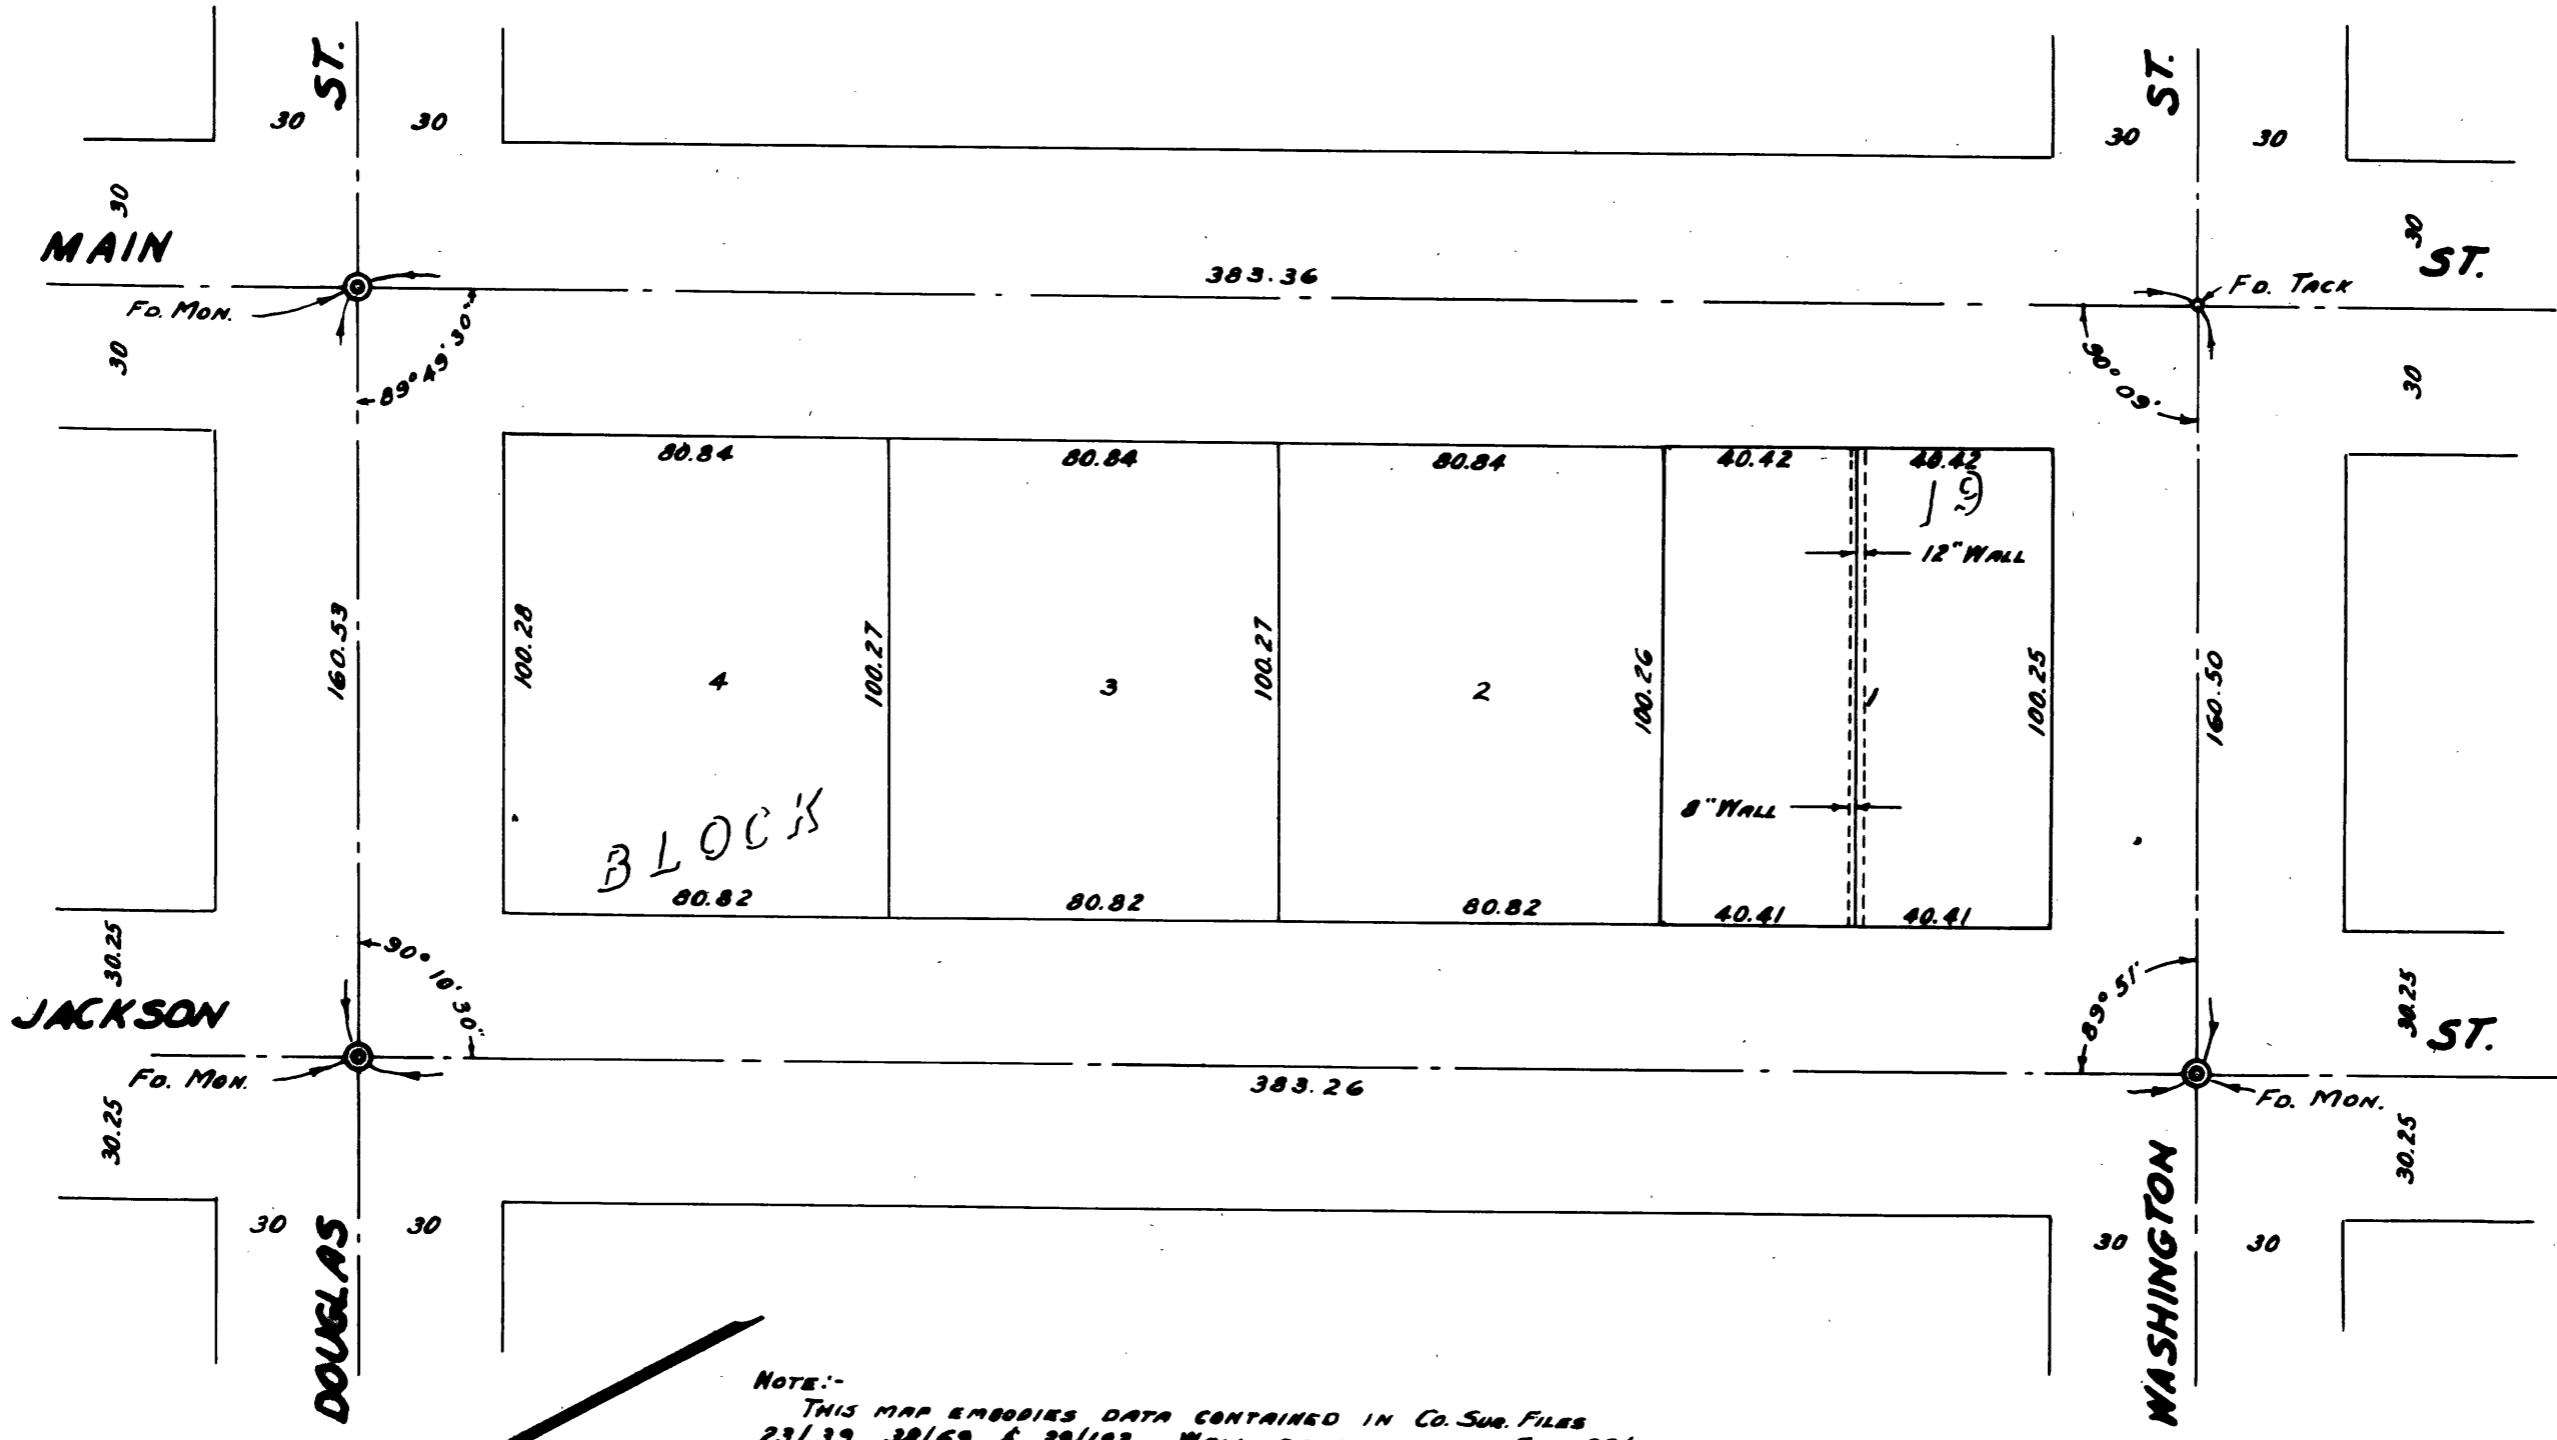 ST.
ST.
30
30
30
30
30
30
MAIN
ST.
383.36
FD. MON.
FD. TACK
30
30
89° 49' 30"
90° 09'
80.84
80.84
80.84
40.42
40.42
19
12" WALL
160.53
100.28
100.27
100.27
100.26
100.25
160.50
4
3
2
1
8" WALL
BLOCK
80.82
80.82
80.82
40.41
40.41
30.25
90° 10' 30"
89° 51'
30.25
JACKSON
ST.
FD. MON.
383.26
FD. MON.
30.25
30.25
30
30
30
30
DOUGLAS
WASHINGTON
NOTE:-
THIS MAP EMBODIES DATA CONTAINED IN CO. SUR. FILES